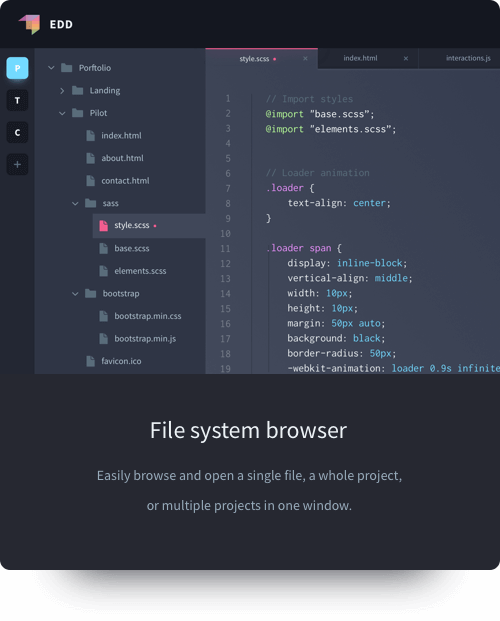 EDD
P
T
C
+
Portfolio
Landing
Pilot
index.html
about.html
contact.html
sass
style.scss
base.scss
elements.scss
bootstrap
bootstrap.min.css
bootstrap.min.js
favicon.ico
style.scss • ×
index.html ×
interactions.js
1 // Import styles
2 @import "base.scss";
3 @import "elements.scss";
4
5
6 // Loader animation
7 .loader {
8 text-align: center;
9 }
10
11 .loader span {
12 display: inline-block;
13 vertical-align: middle;
14 width: 10px;
15 height: 10px;
16 margin: 50px auto;
17 background: black;
18 border-radius: 50px;
19 -webkit-animation: loader 0.9s infinite
File system browser
Easily browse and open a single file, a whole project,
or multiple projects in one window.